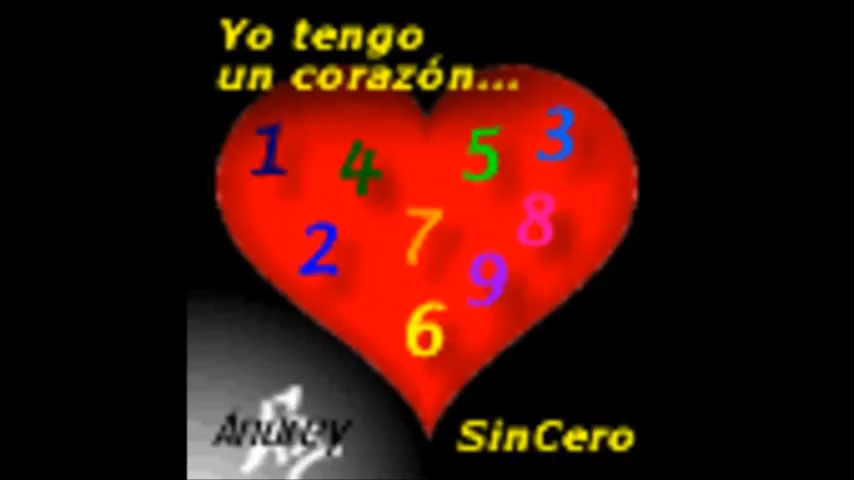 Yo tengo
un corazón...
1 4 5 3
2 7 8
9
6
Andrey
SinCero